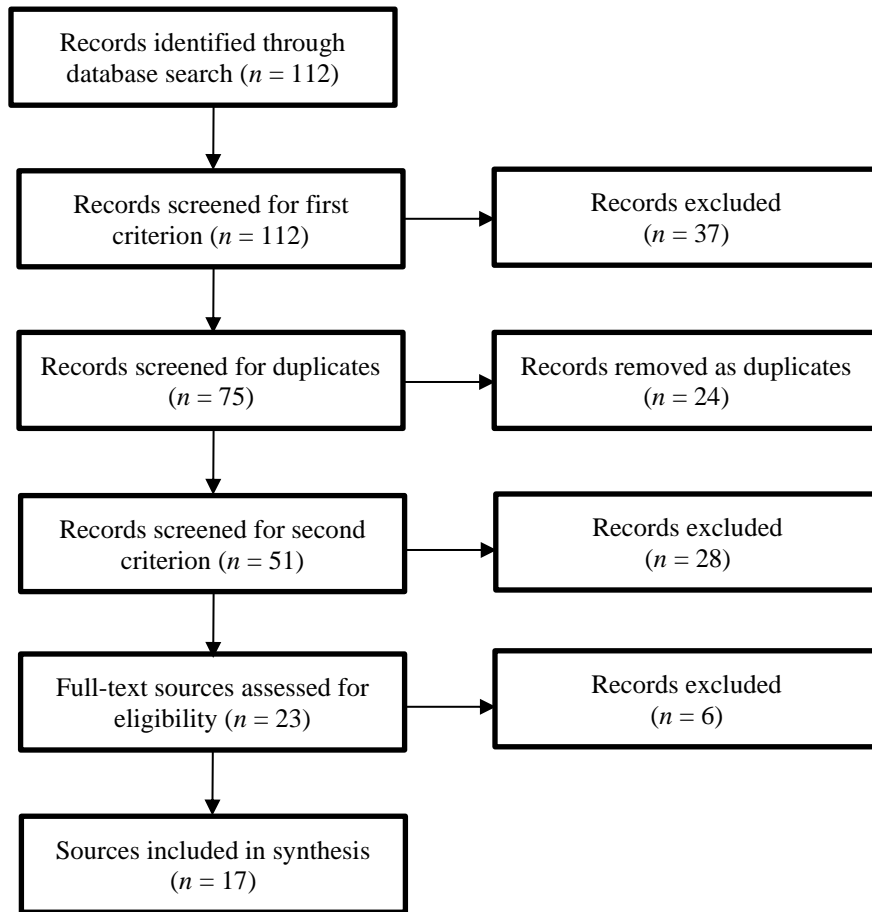 Records identified through
database search (n = 112)
Records screened for first
criterion (n = 112)
Records excluded
(n = 37)
Records screened for duplicates
(n = 75)
Records removed as duplicates
(n = 24)
Records screened for second
criterion (n = 51)
Records excluded
(n = 28)
Full-text sources assessed for
eligibility (n = 23)
Records excluded
(n = 6)
Sources included in synthesis
(n = 17)